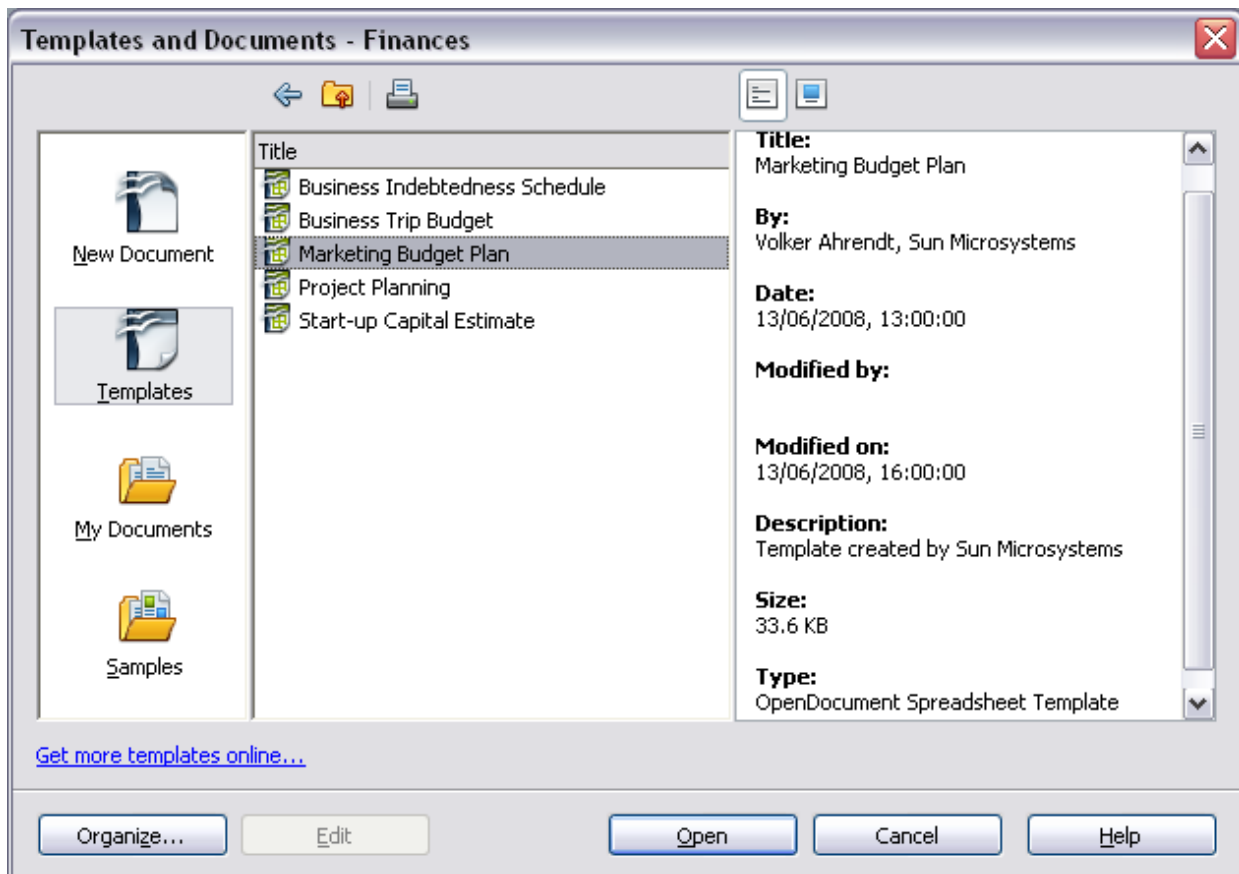 Templates and Documents - Finances
New Document
Templates
My Documents
Samples
Title
Business Indebtedness Schedule
Business Trip Budget
Marketing Budget Plan
Project Planning
Start-up Capital Estimate
Title:
Marketing Budget Plan
By:
Volker Ahrendt, Sun Microsystems
Date:
13/06/2008, 13:00:00
Modified by:
Modified on:
13/06/2008, 16:00:00
Description:
Template created by Sun Microsystems
Size:
33.6 KB
Type:
OpenDocument Spreadsheet Template
Get more templates online...
Organize...
Edit
Open
Cancel
Help